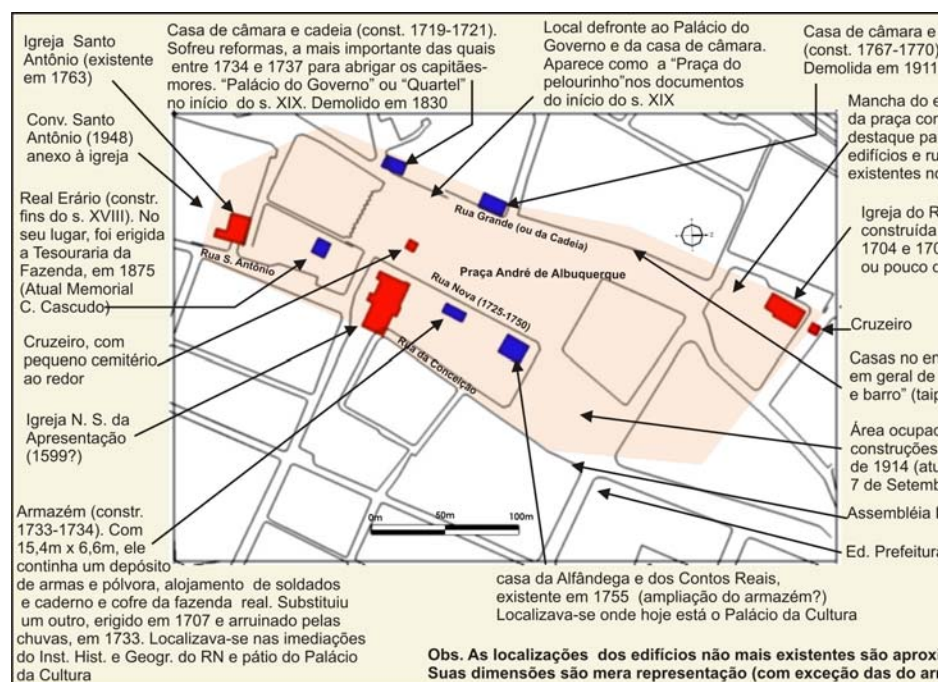 Igreja Santo
Antônio (existente
em 1763)
Conv. Santo
Antônio (1948)
anexo à igreja
Real Erário (constr.
fins do s. XVIII). No
seu lugar, foi erigida
a Tesouraria da
Fazenda, em 1875
(Atual Memorial
C. Cascudo)
Cruzeiro, com
pequeno cemitério
ao redor
Igreja N. S. da
Apresentação
(1599?)
Armazém (constr.
1733-1734). Com
15,4m x 6,6m, ele
continha um depósito
de armas e pólvora, alojamento de soldados
e caderno e cofre da fazenda real. Substituiu
um outro, erigido em 1707 e arruinado pelas
chuvas, em 1733. Localizava-se nas imediações
do Inst. Hist. e Geogr. do RN e pátio do Palácio
da Cultura
Casa de câmara e cadeia (const. 1719-1721).
Sofreu reformas, a mais importante das quais
entre 1734 e 1737 para abrigar os capitães-
mores. "Palácio do Governo" ou "Quartel"
no início do s. XIX. Demolido em 1830
Local defronte ao Palácio do
Governo e da casa de câmara.
Aparece como a "Praça do
pelourinho"nos documentos
do início do s. XIX
Casa de câmara e
(const. 1767-1770)
Demolida em 1911
Mancha do
da praça
destaque
edifícios e
existentes
Igreja do
construída
1704 e
ou pouco
Cruzeiro
Casas no
em geral de
e barro"
Área
construções
de 1914
7 de
Assembléia
Ed. Prefeitura
Rua Grande (ou da Cadeia)
Praça André de Albuquerque
Rua Nova (1725-1750)
Rua S. Antônio
Rua da Conceição
0m 50m 100m
casa da Alfândega e dos Contos Reais,
existente em 1755 (ampliação do armazém?)
Localizava-se onde hoje está o Palácio da Cultura
Obs. As localizações dos edifícios não mais existentes são
Suas dimensões são mera representação (com exceção das do